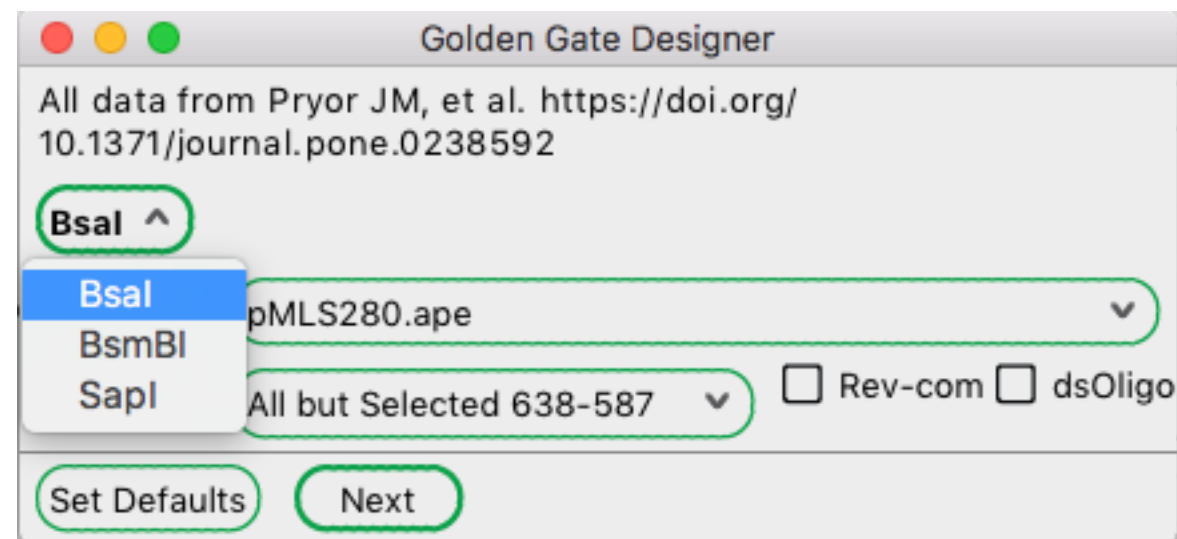 Golden Gate Designer
All data from Pryor JM, et al. https://doi.org/
10.1371/journal.pone.0238592
BsaI ^
BsaI
pMLS280.ape
BsmBI
SapI
All but Selected 638-587
Rev-com
dsOligo
Set Defaults
Next